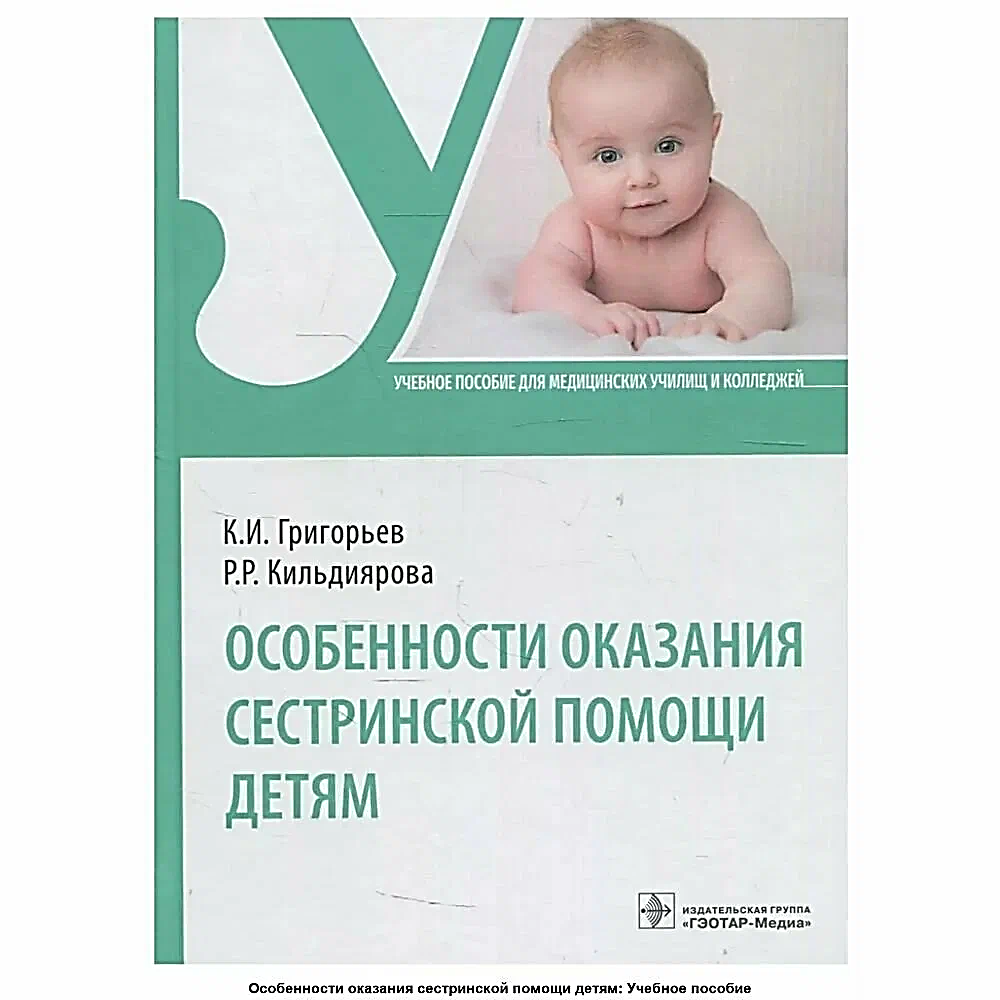 У
УЧЕБНОЕ ПОСОБИЕ ДЛЯ МЕДИЦИНСКИХ УЧИЛИЩ И КОЛЛЕДЖЕЙ
К.И. Григорьев
Р.Р. Кильдиярова
ОСОБЕННОСТИ ОКАЗАНИЯ
СЕСТРИНСКОЙ ПОМОЩИ
ДЕТЯМ
ИЗДАТЕЛЬСКАЯ ГРУППА
«ГЭОТАР-Медиа»
Особенности оказания сестринской помощи детям: Учебное пособие